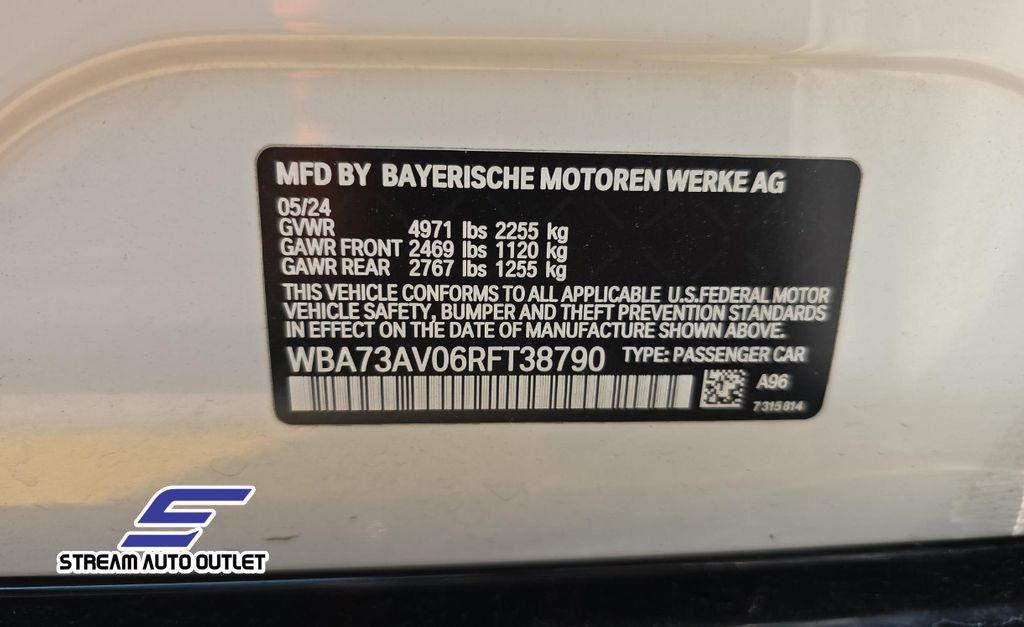 MFD BY BAYERISCHE MOTOREN WERKE AG
05/24
GVWR 4971 lbs 2255 kg
GAWR FRONT 2469 lbs 1120 kg
GAWR REAR 2767 lbs 1255 kg
THIS VEHICLE CONFORMS TO ALL APPLICABLE U.S.FEDERAL MOTOR
VEHICLE SAFETY, BUMPER AND THEFT PREVENTION STANDARDS
IN EFFECT ON THE DATE OF MANUFACTURE SHOWN ABOVE.
WBA73AV06RFT38790 TYPE: PASSENGER CAR
A96
7 315 814
STREAM AUTO OUTLET